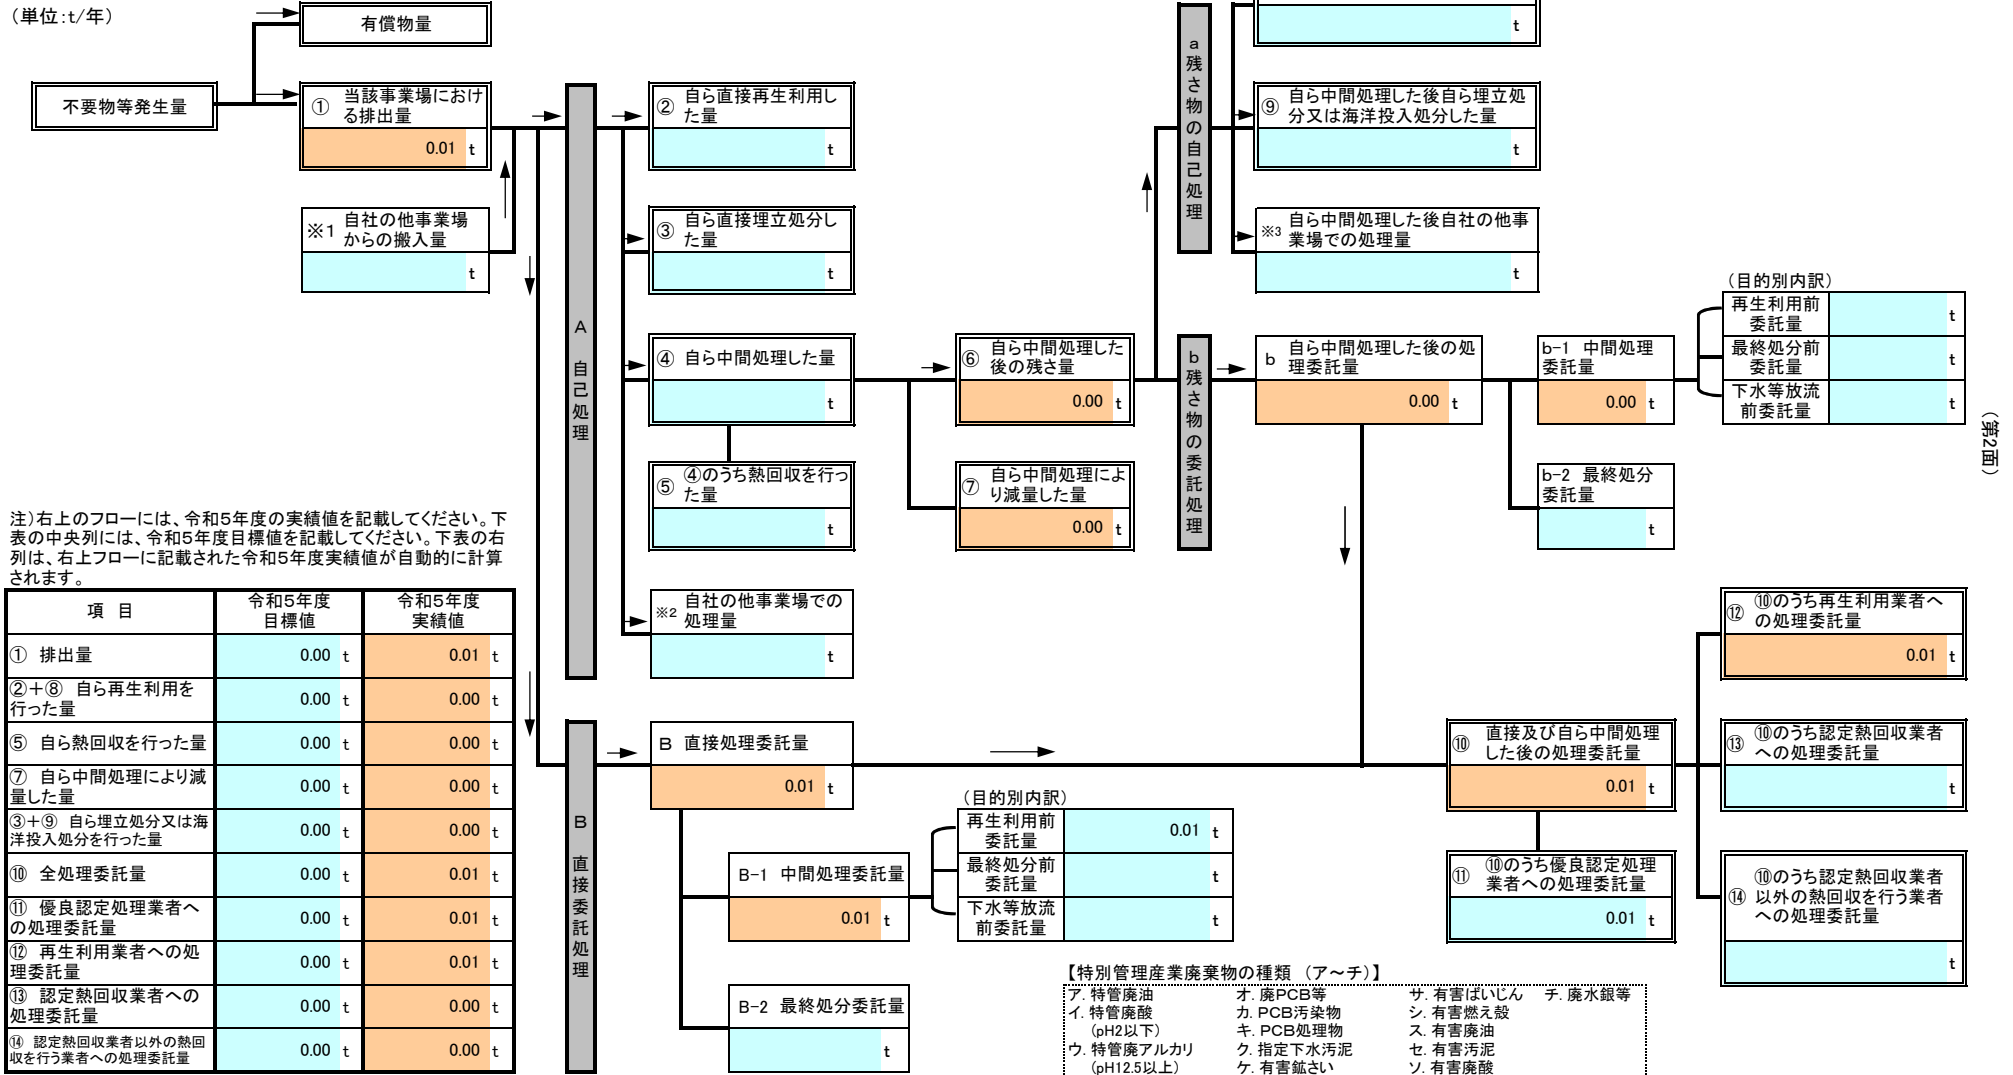 (単位:t/年)
有償物量
不要物等発生量
① 当該事業場におけ
る排出量
0.01 t
※1 自社の他事業場
からの搬入量
t
A 自己処理
② 自ら直接再生利用し
た量
t
③ 自ら直接埋立処分し
た量
t
④ 自ら中間処理した量
t
⑤ ④のうち熱回収を行っ
た量
t
※2 自社の他事業場での
処理量
t
⑥ 自ら中間処理した
後の残さ量
0.00 t
⑦ 自ら中間処理によ
り減量した量
0.00 t
a 残さ物の自己処理
t
⑨ 自ら中間処理した後自ら埋立処
分又は海洋投入処分した量
t
※3 自ら中間処理した後自社の他事
業場での処理量
t
b 残さ物の委託処理
b 自ら中間処理した後の処
理委託量
0.00 t
b-1 中間処理
委託量
0.00 t
b-2 最終処分
委託量
t
(目的別内訳)
再生利用前
委託量
t
最終処分前
委託量
t
下水等放流
前委託量
t
(第2面)
注)右上のフローには、令和5年度の実績値を記載してください。下
表の中央列には、令和5年度目標値を記載してください。下表の右
列は、右上フローに記載された令和5年度実績値が自動的に計算
されます。
項 目
令和5年度
目標値
令和5年度
実績値
① 排出量 0.00 t 0.01 t
②+⑧ 自ら再生利用を
行った量
0.00 t 0.00 t
⑤ 自ら熱回収を行った量 0.00 t 0.00 t
⑦ 自ら中間処理により減
量した量
0.00 t 0.00 t
③+⑨ 自ら埋立処分又は海
洋投入処分を行った量
0.00 t 0.00 t
⑩ 全処理委託量 0.00 t 0.01 t
⑪ 優良認定処理業者へ
の処理委託量
0.00 t 0.01 t
⑫ 再生利用業者への処
理委託量
0.00 t 0.01 t
⑬ 認定熱回収業者への
処理委託量
0.00 t 0.00 t
⑭ 認定熱回収業者以外の熱回
収を行う業者への処理委託量
0.00 t 0.00 t
B 直接委託処理
B 直接処理委託量
0.01 t
B-1 中間処理委託量
0.01 t
B-2 最終処分委託量
t
(目的別内訳)
再生利用前
委託量
0.01 t
最終処分前
委託量
t
下水等放流
前委託量
t
⑩ 直接及び自ら中間処理
した後の処理委託量
0.01 t
⑪ ⑩のうち優良認定処理
業者への処理委託量
0.01 t
⑫ ⑩のうち再生利用業者へ
の処理委託量
0.01 t
⑬ ⑩のうち認定熱回収業者
への処理委託量
t
⑭ ⑩のうち認定熱回収業者
以外の熱回収を行う業者
への処理委託量
t
【特別管理産業廃棄物の種類 (ア~チ)】
ア. 特管廃油 オ. 廃PCB等 サ. 有害ばいじん チ. 廃水銀等
イ. 特管廃酸 カ. PCB汚染物 シ. 有害燃え殻
(pH2以下) キ. PCB処理物 ス. 有害廃油
ウ. 特管廃アルカリ ク. 指定下水汚泥 セ. 有害汚泥
(pH12.5以上) ケ. 有害鉱さい ソ. 有害廃酸